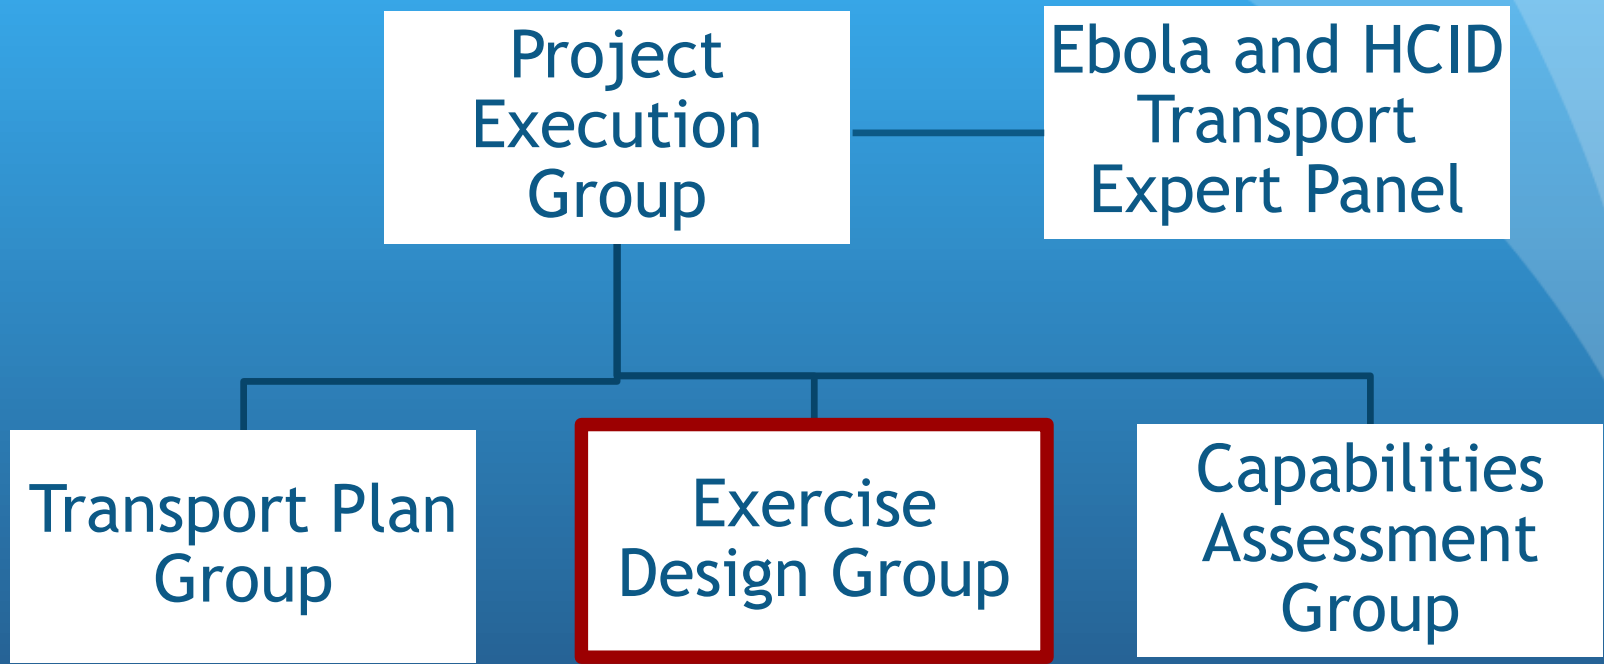 Project
Execution
Group
Ebola and HCID
Transport
Expert Panel
Transport Plan
Group
Exercise
Design Group
Capabilities
Assessment
Group